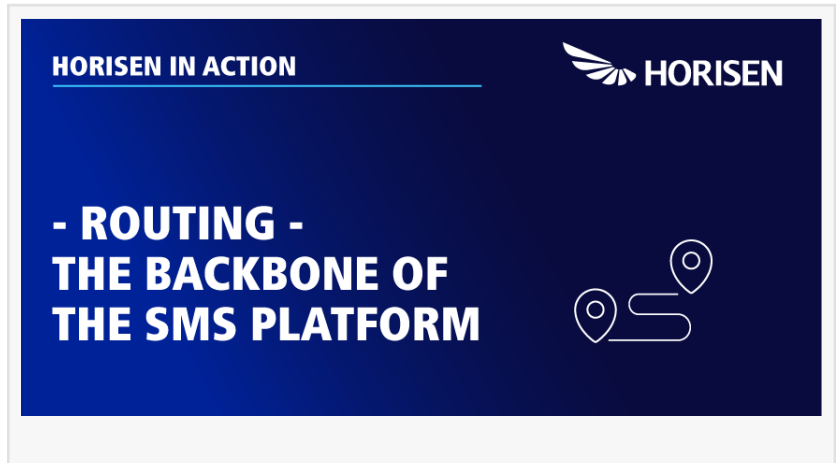 HORISEN IN ACTION
HORISEN
- ROUTING -
THE BACKBONE OF
THE SMS PLATFORM